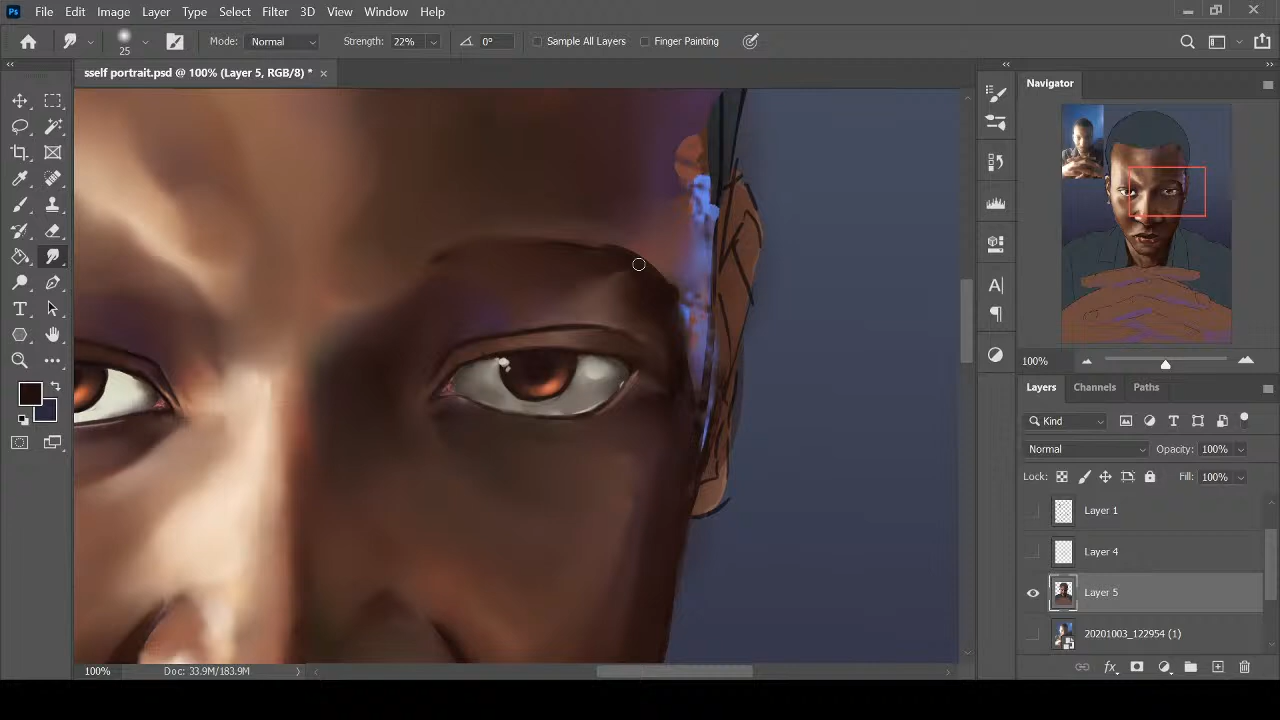 Ps File Edit Image Layer Type Select Filter 3D View Window Help
25 Mode: Normal Strength: 22% 0° Sample All Layers Finger Painting
sself portrait.psd @ 100% (Layer 5, RGB/8) *
Navigator
100%
Layers Channels Paths
Kind
Normal Opacity: 100%
Lock: Fill: 100%
Layer 1
Layer 4
Layer 5
20201003_122954 (1)
100% Doc: 33.9M/183.9M